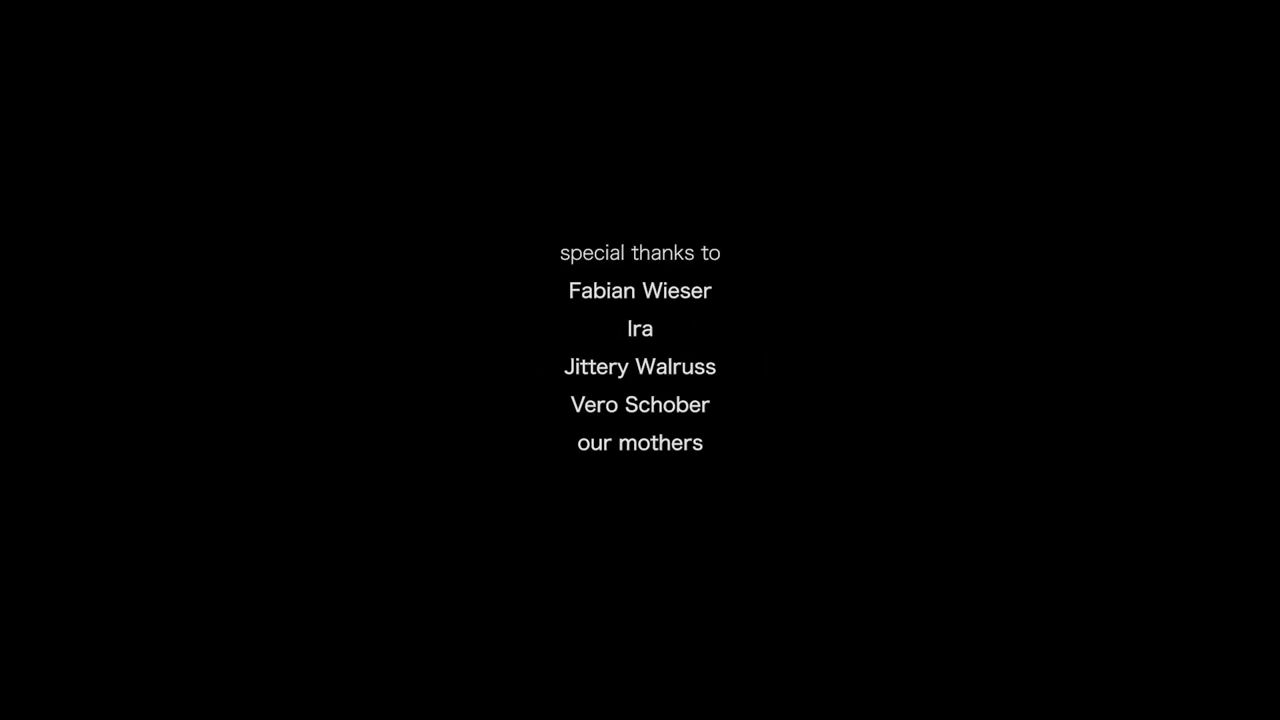 special thanks to
Fabian Wieser
Ira
Jittery Walruss
Vero Schober
our mothers